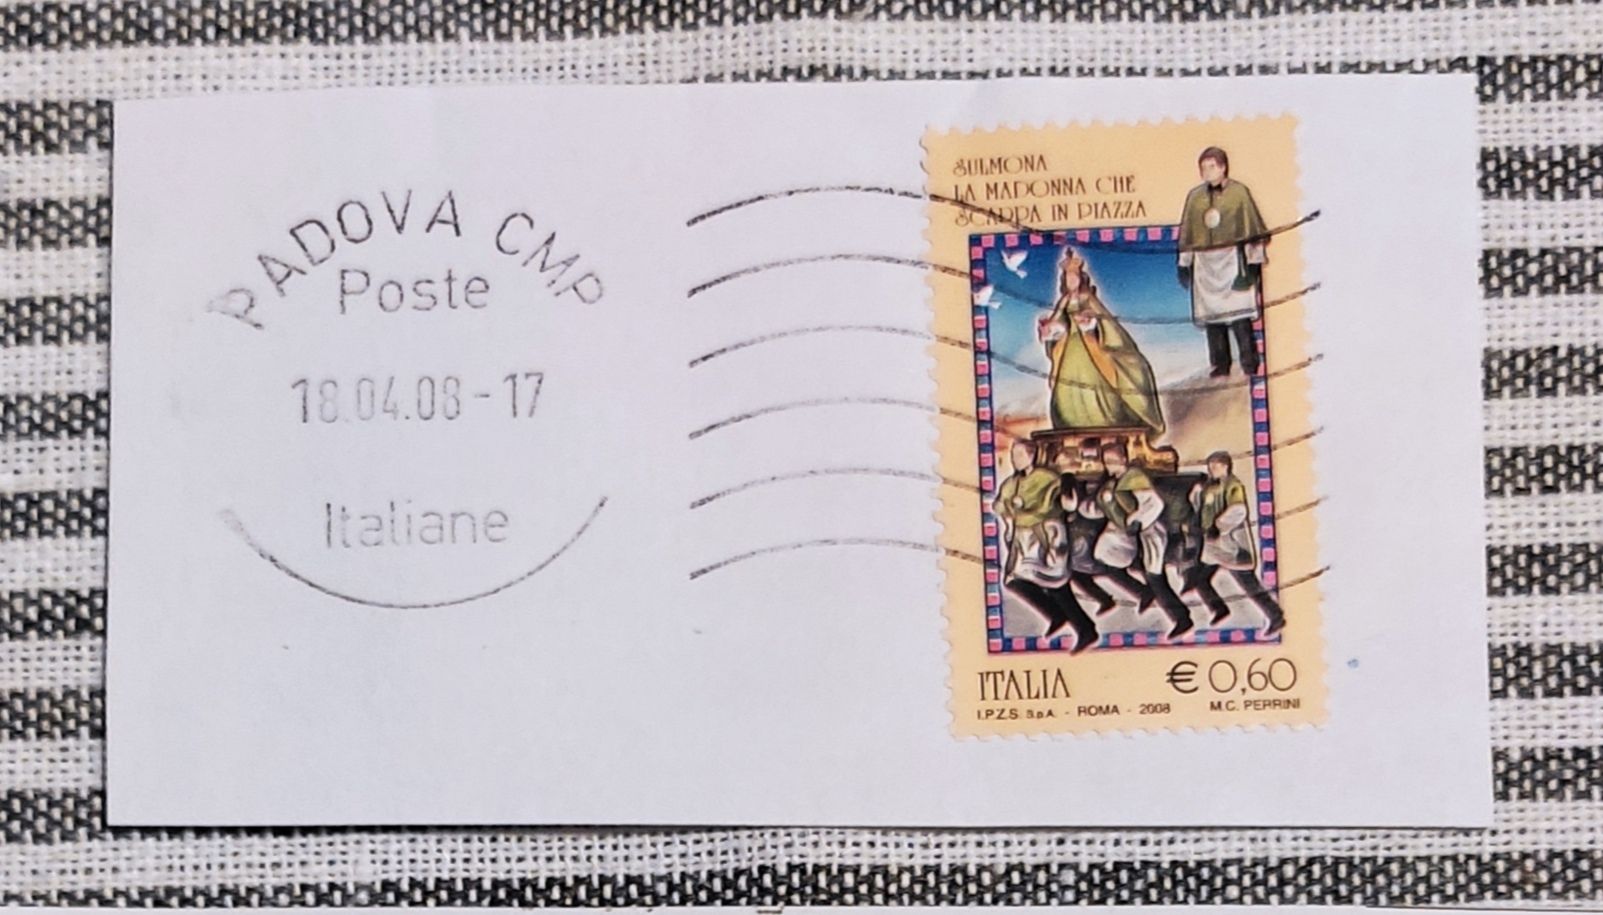 PADOVA CMP
Poste
18.04.08-17
Italiane
SULMONA
LA MADONNA CHE
SCAPPA IN PIAZZA
ITALIA
€0,60
I.P.Z.S. S.p.A. - ROMA - 2008
M.C. PERRINI